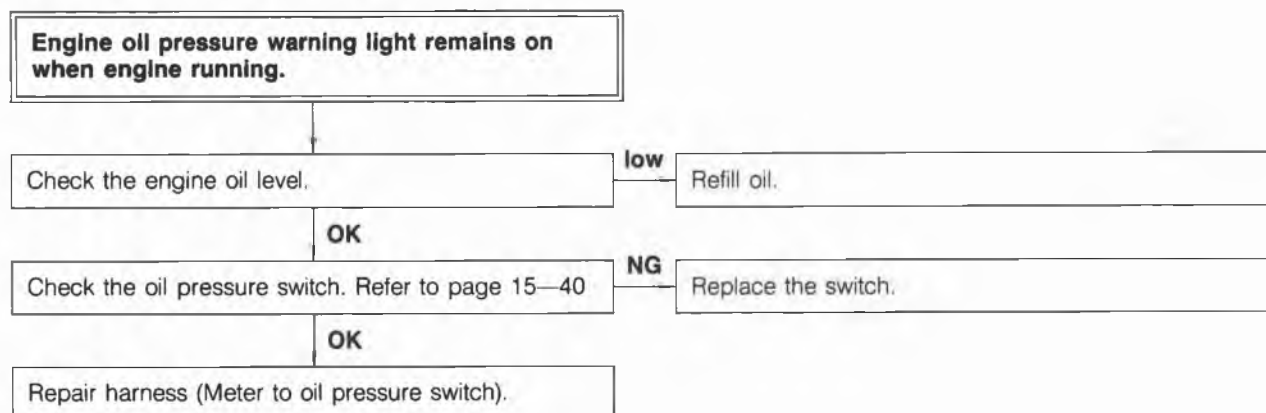 Engine oil pressure warning light remains on
when engine running.
low
Check the engine oil level.
Refill oil.
OK
NG
Check the oil pressure switch. Refer to page 15—40
Replace the switch.
OK
Repair harness (Meter to oil pressure switch).